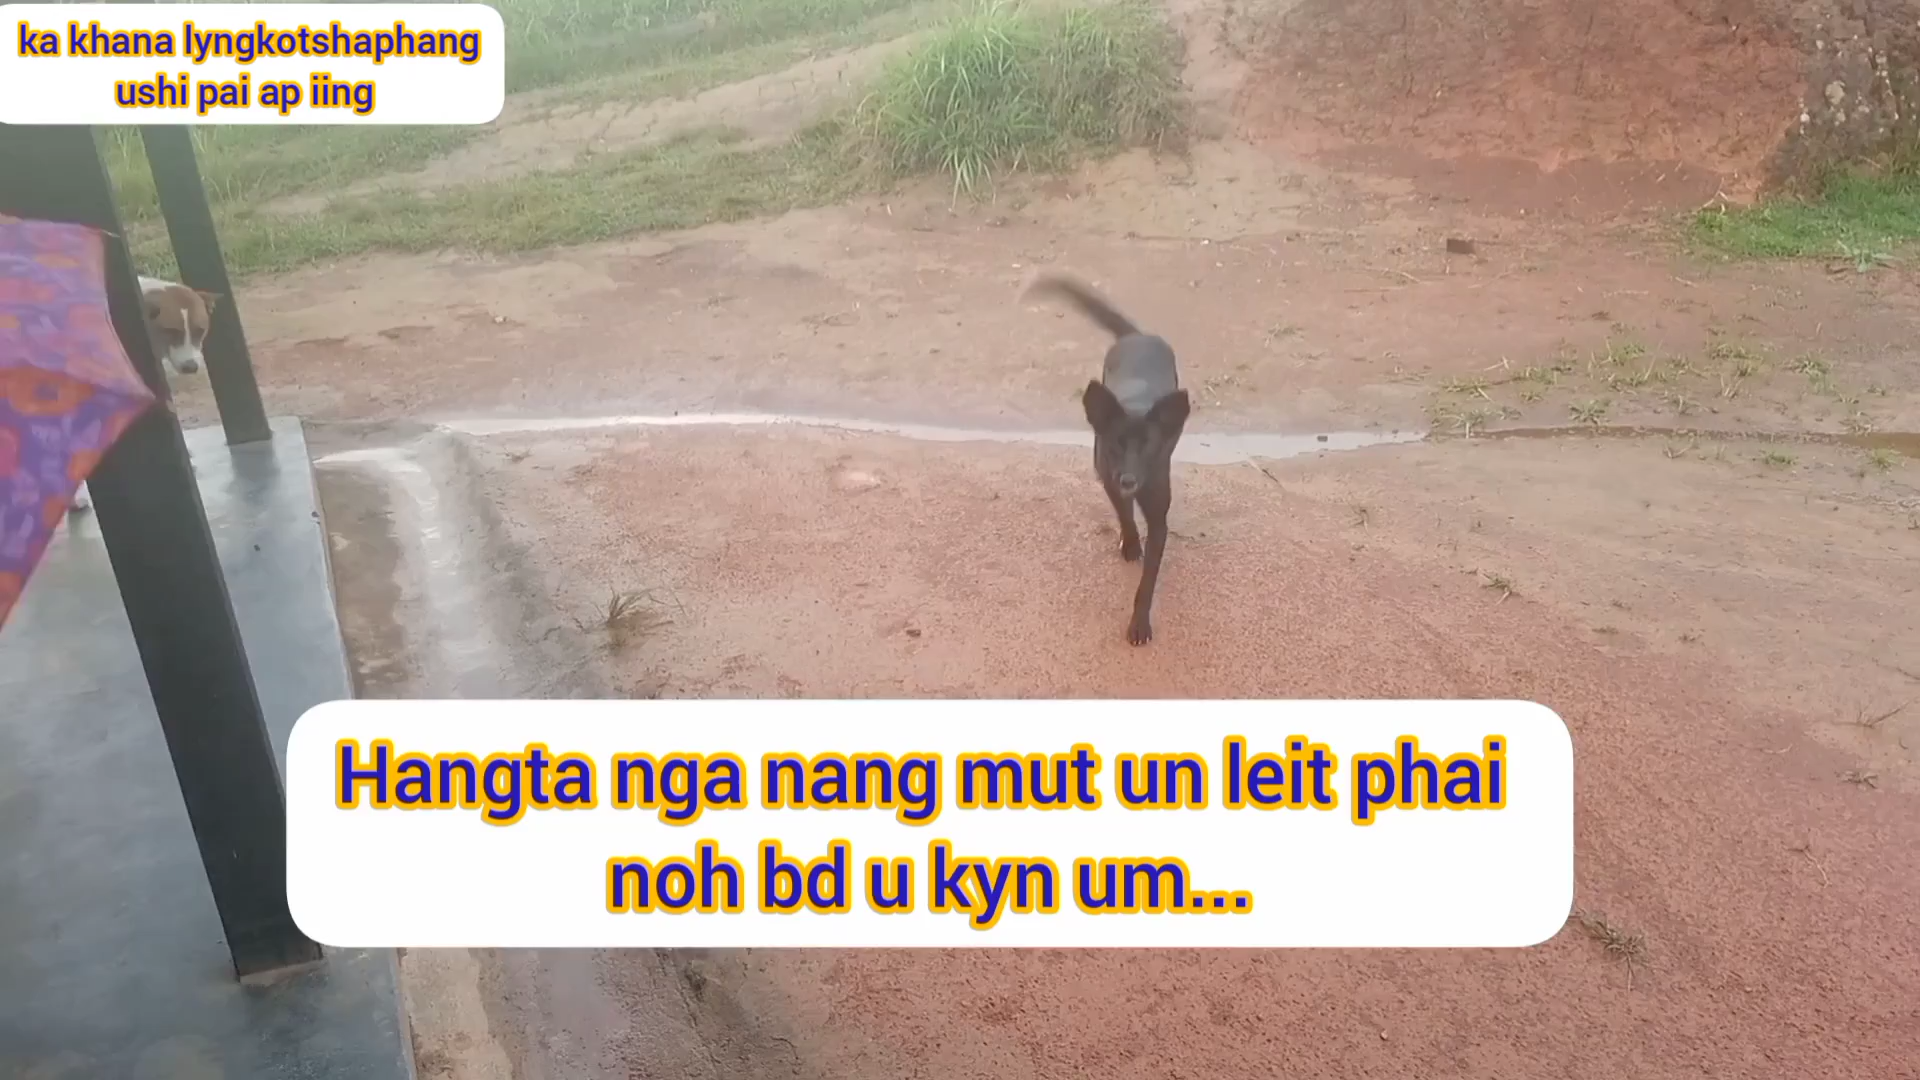 ka khana lyngkotshaphang
ushi pai ap iing
Hangta nga nang mut un leit phai
noh bd u kyn um...